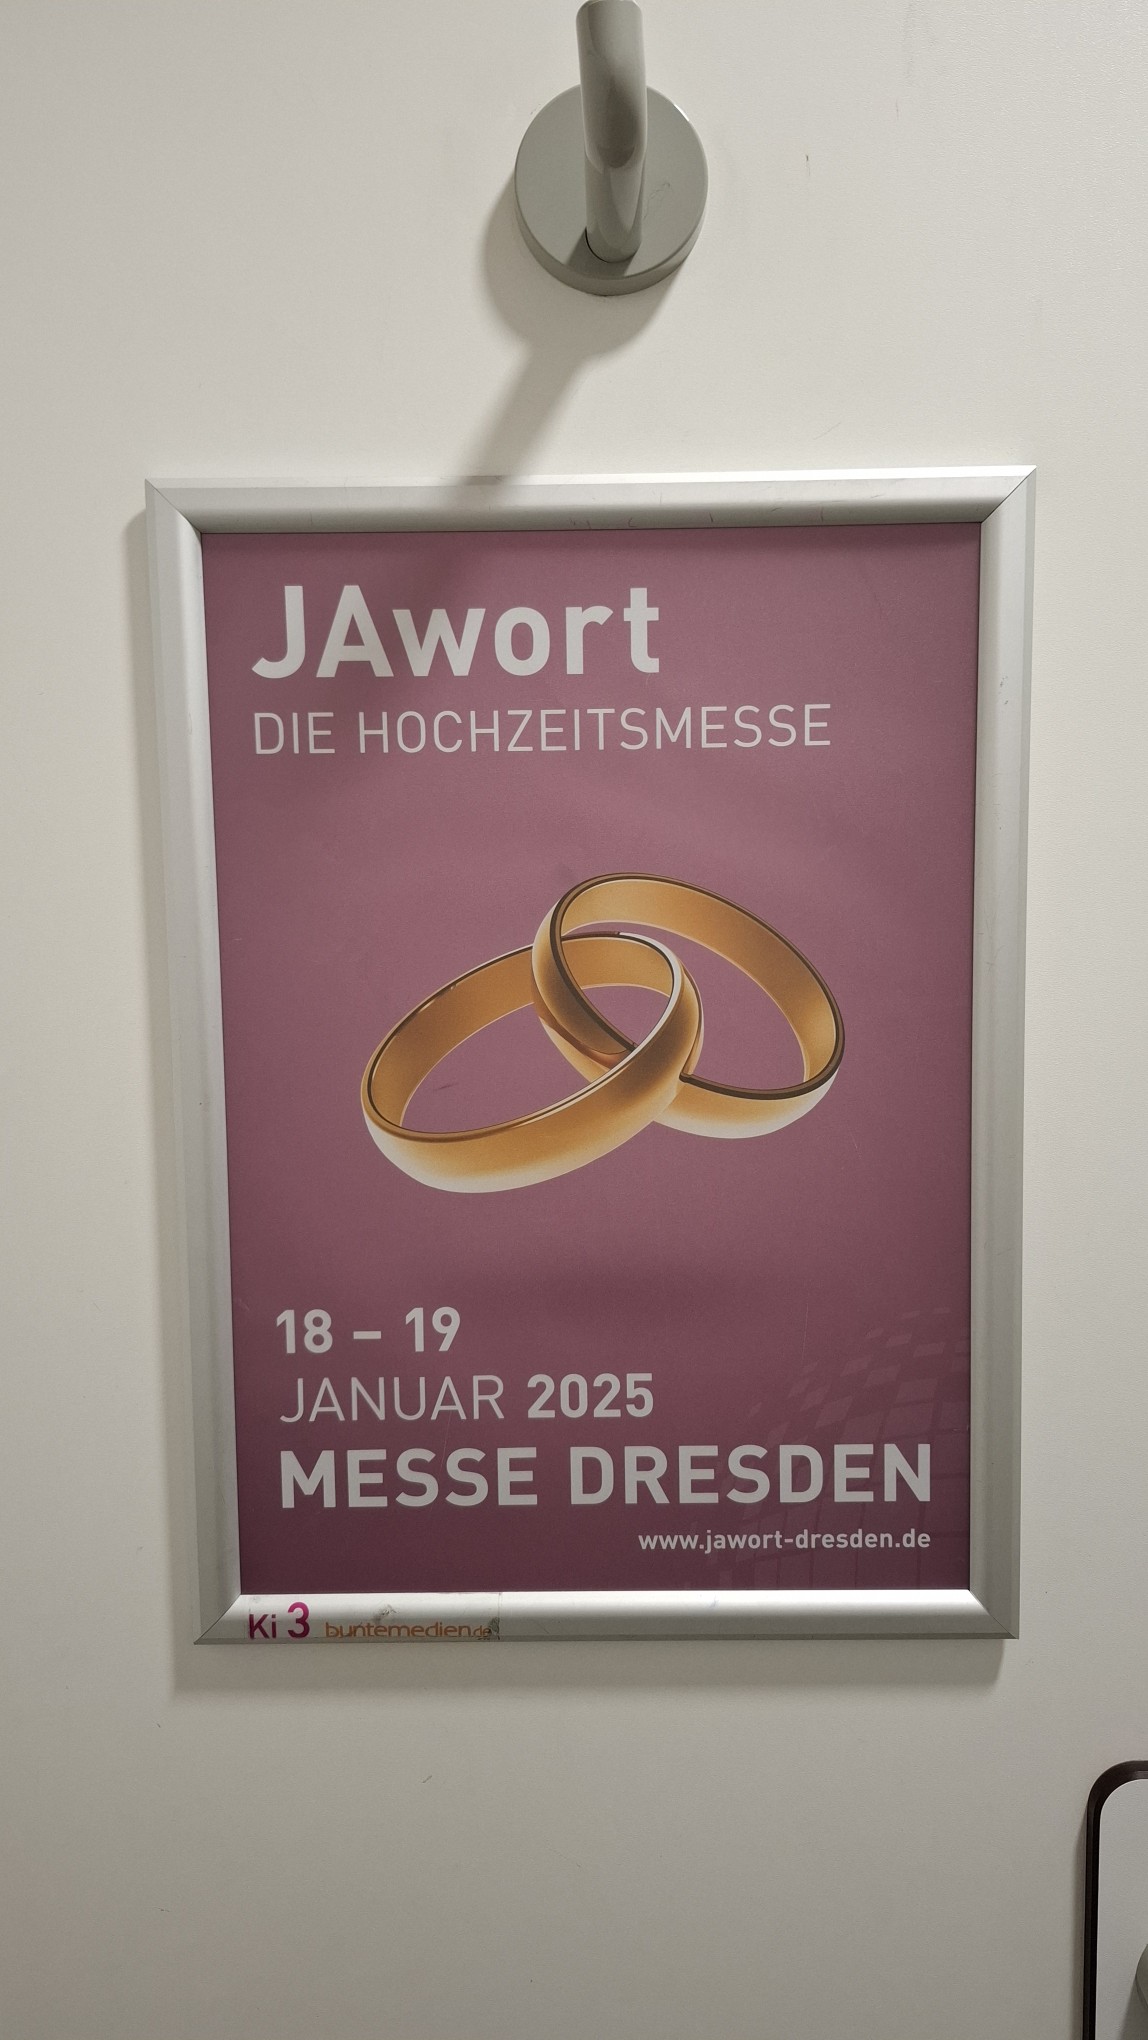 JAwort
DIE HOCHZEITSMESSE
18 – 19
JANUAR 2025
MESSE DRESDEN
www.jawort-dresden.de
Ki 3 buntemedien.de